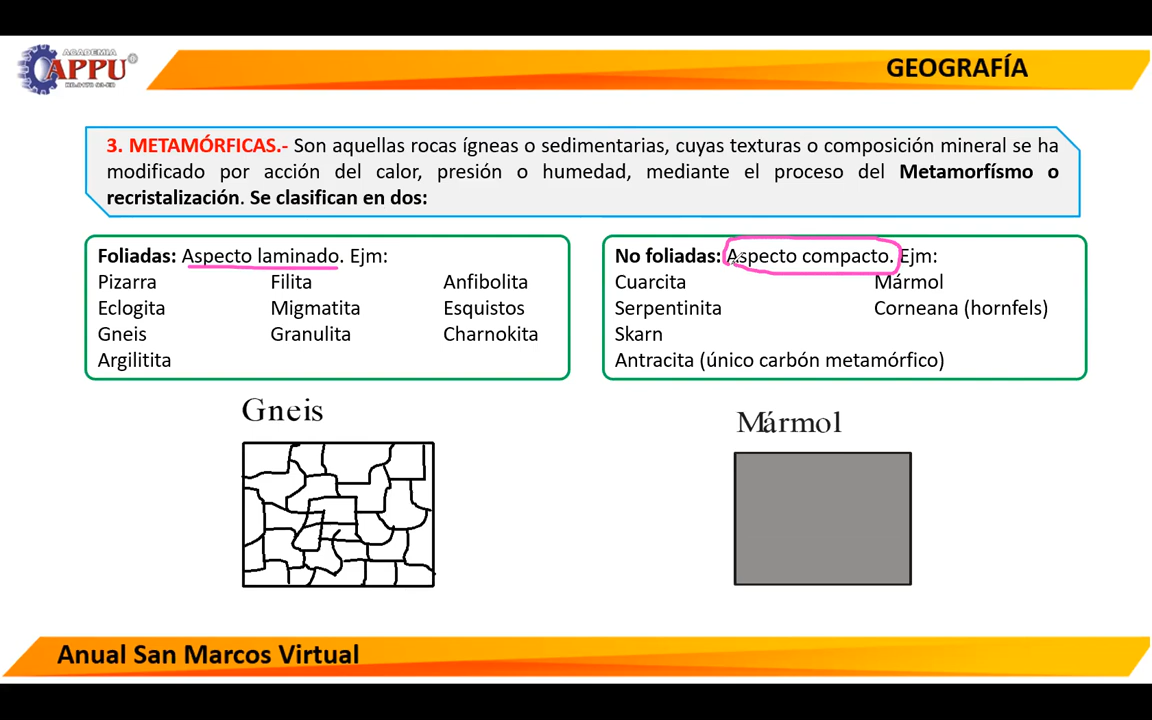 ACADEMIA
APPU
GEOGRAFÍA
3. METAMÓRFICAS.- Son aquellas rocas ígneas o sedimentarias, cuyas texturas o composición mineral se ha
modificado por acción del calor, presión o humedad, mediante el proceso del Metamorfísmo o
recristalización. Se clasifican en dos:
Foliadas: Aspecto laminado. Ejm:
Pizarra Filita Anfibolita
Eclogita Migmatita Esquistos
Gneis Granulita Charnokita
Argilitita
No foliadas: Aspecto compacto. Ejm:
Cuarcita Mármol
Serpentinita Corneana (hornfels)
Skarn
Antracita (único carbón metamórfico)
Gneis
Mármol
Anual San Marcos Virtual